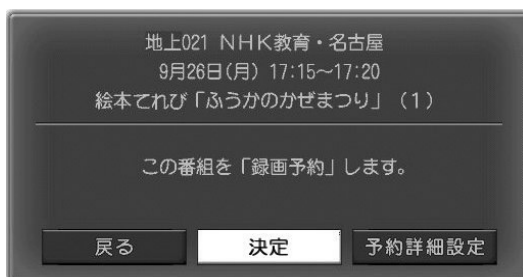 地上021 NHK教育・名古屋
9月26日(月) 17:15～17:20
絵本てれび「ふうかのかぜまつり」(1)
この番組を「録画予約」します。
戻る 決定 予約詳細設定